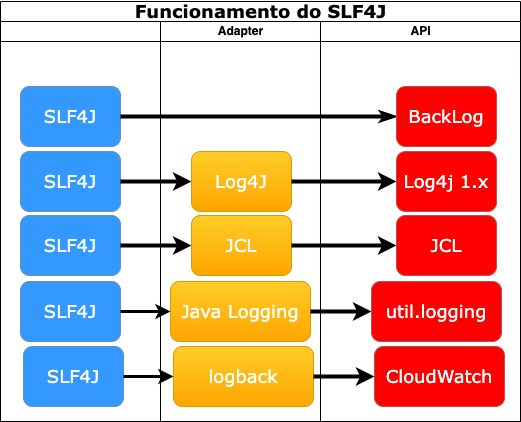 Funcionamento do SLF4J
Adapter API
SLF4J BackLog
SLF4J Log4J Log4j 1.x
SLF4J JCL JCL
SLF4J Java Logging util.logging
SLF4J logback CloudWatch